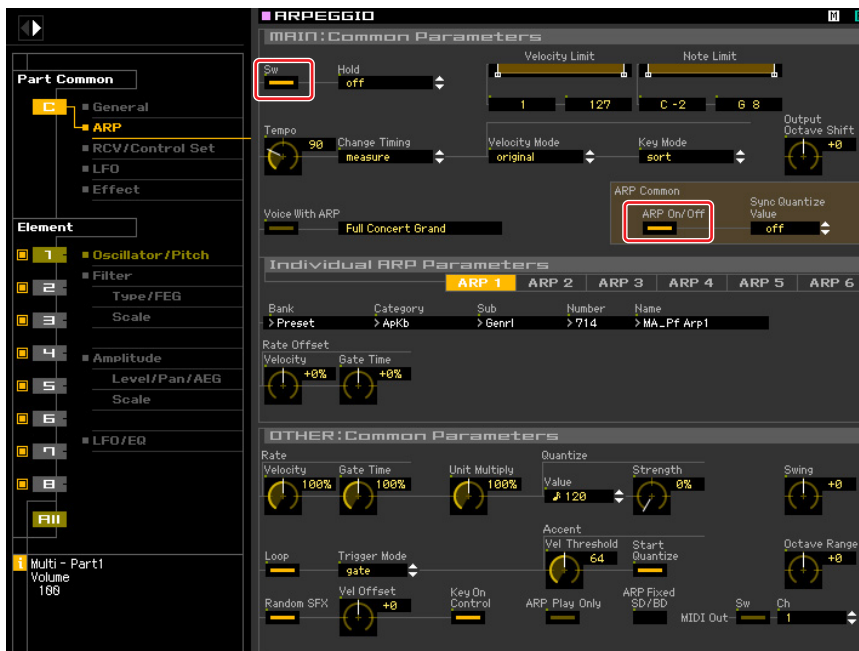 ARPEGGIO
M
MAIN:Common Parameters
Sw
Hold
off
Velocity Limit
1
127
Note Limit
C -2
G 8
Tempo
90
Change Timing
measure
Velocity Mode
original
Key Mode
sort
Output
Octave Shift
+0
Voice With ARP
Full Concert Grand
ARP Common
ARP On/Off
Sync Quantize
Value
off
Part Common
C
General
ARP
RCV/Control Set
LFO
Effect
Element
1
Oscillator/Pitch
2
Filter
Type/FEG
3
Scale
4
Amplitude
Level/Pan/AEG
5
Scale
6
LFO/EQ
7
8
All
i
Multi - Part1
Volume
100
Individual ARP Parameters
ARP 1
ARP 2
ARP 3
ARP 4
ARP 5
ARP 6
Bank
>Preset
Category
>ApKb
Sub
>Genrl
Number
>714
Name
>MA_Pf Arp1
Rate Offset
Velocity
+0%
Gate Time
+0%
OTHER:Common Parameters
Rate
Velocity
100%
Gate Time
100%
Unit Multiply
100%
Quantize
Value
120
Strength
0%
Swing
+0
Loop
Trigger Mode
gate
Accent
Vel Threshold
64
Start
Quantize
Octave Range
+0
Random SFX
Vel Offset
+0
Key On
Control
ARP Play Only
ARP Fixed
SD/BD
MIDI Out
Sw
Ch
1